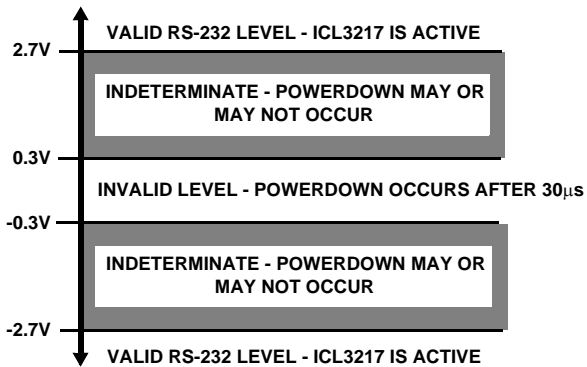 VALID RS-232 LEVEL - ICL3217 IS ACTIVE
2.7V
INDETERMINATE - POWERDOWN MAY OR
MAY NOT OCCUR
0.3V
INVALID LEVEL - POWERDOWN OCCURS AFTER 30μs
-0.3V
INDETERMINATE - POWERDOWN MAY OR
MAY NOT OCCUR
-2.7V
VALID RS-232 LEVEL - ICL3217 IS ACTIVE